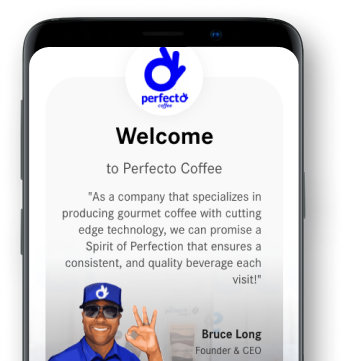 perfecto
coffee
Welcome
to Perfecto Coffee
"As a company that specializes in
producing gourmet coffee with cutting
edge technology, we can promise a
Spirit of Perfection that ensures a
consistent, and quality beverage each
visit!"
Bruce Long
Founder & CEO